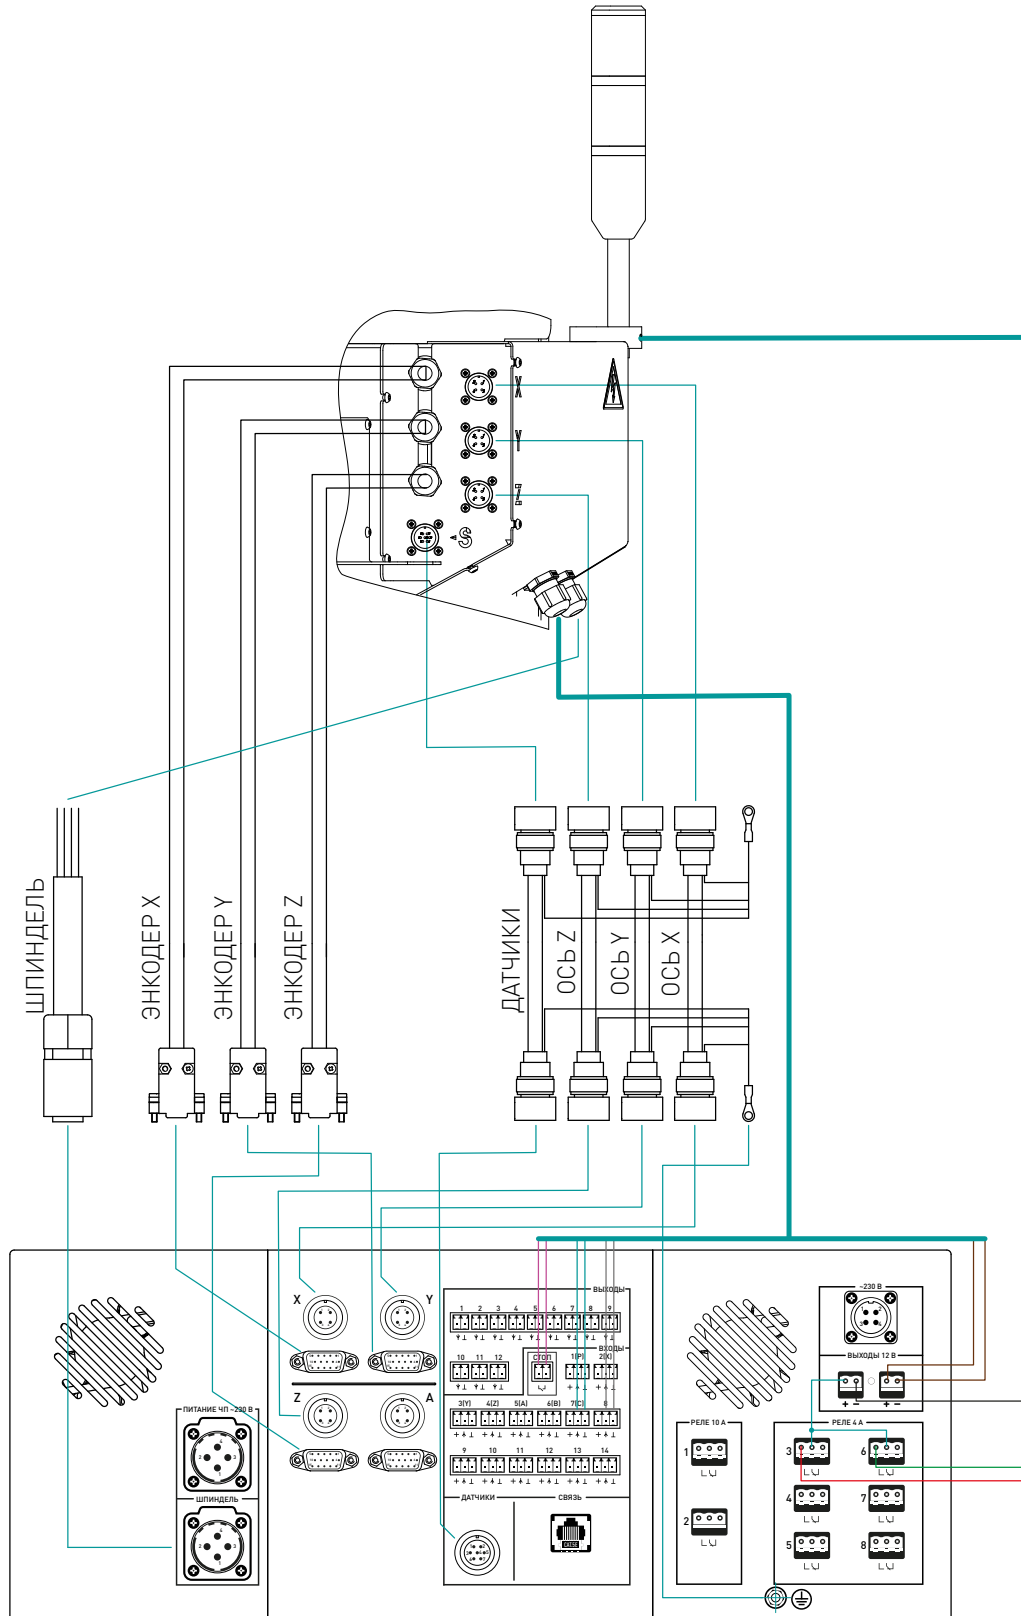 X
Y
Z
S
ШПИНДЕЛЬ
ЭНКОДЕР X
ЭНКОДЕР Y
ЭНКОДЕР Z
ДАТЧИКИ
ОСЬ Z
ОСЬ Y
ОСЬ X
X
Y
Z
A
ПИТАНИЕ ЧП ~230 В
ШПИНДЕЛЬ
ВЫХОДЫ
1 2 3 4 5 6 7 8 9
ВХОДЫ
10 11 12
СТОП
1(P)
2(X)
3(Y) 4(Z) 5(A) 6(B) 7(C) 8
9 10 11 12 13 14
ДАТЧИКИ
СВЯЗЬ
~230 В
ВЫХОДЫ 12 В
+ − + −
РЕЛЕ 10 А
1
2
РЕЛЕ 4 А
3 6
4 7
5 8